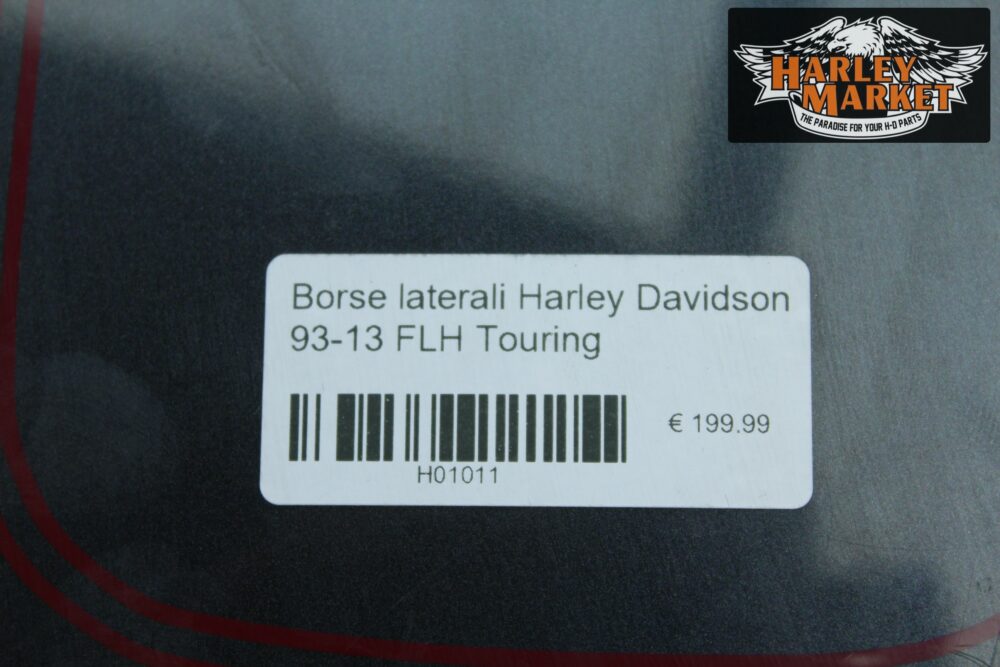 HARLEY
MARKET
THE PARADISE FOR YOUR H-D PARTS
Borse laterali Harley Davidson
93-13 FLH Touring
€ 199.99
H01011